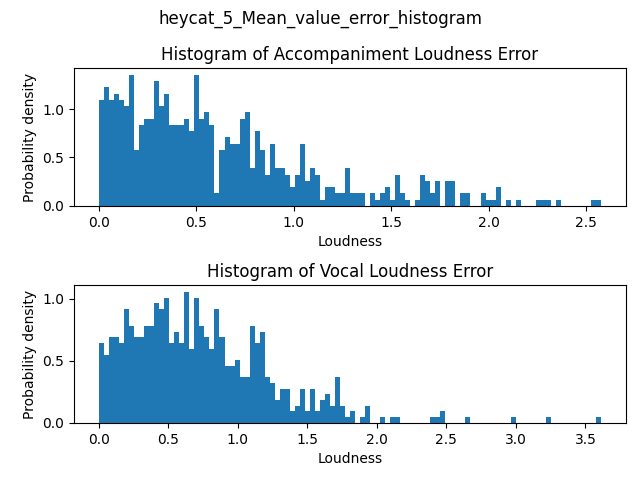 heycat_5_Mean_value_error_histogram
Histogram of Accompaniment Loudness Error
Probability density
1.0
0.5
0.0
0.0 0.5 1.0 1.5 2.0 2.5
Loudness
Histogram of Vocal Loudness Error
Probability density
1.0
0.5
0.0
0.0 0.5 1.0 1.5 2.0 2.5 3.0 3.5
Loudness